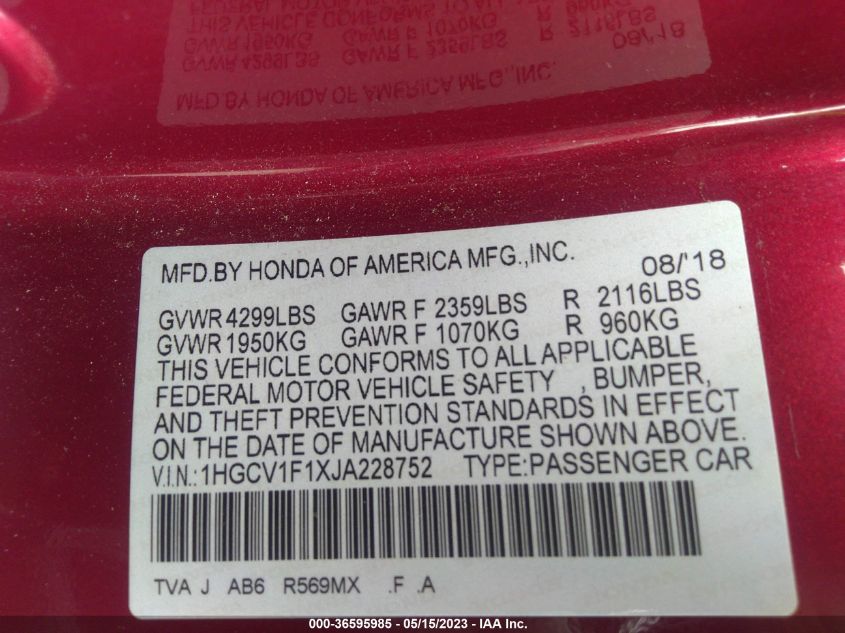 MFD.BY HONDA OF AMERICA MFG.,INC. 08/'18
GVWR 4299LBS GAWR F 2359LBS R 2116LBS
GVWR 1950KG GAWR F 1070KG R 960KG
THIS VEHICLE CONFORMS TO ALL APPLICABLE
FEDERAL MOTOR VEHICLE SAFETY , BUMPER,
AND THEFT PREVENTION STANDARDS IN EFFECT
ON THE DATE OF MANUFACTURE SHOWN ABOVE.
V.I.N.:1HGCV1F1XJA228752 TYPE:PASSENGER CAR
TVA J AB6 R569MX .F .A
000-36595985 - 05/15/2023 - IAA Inc.